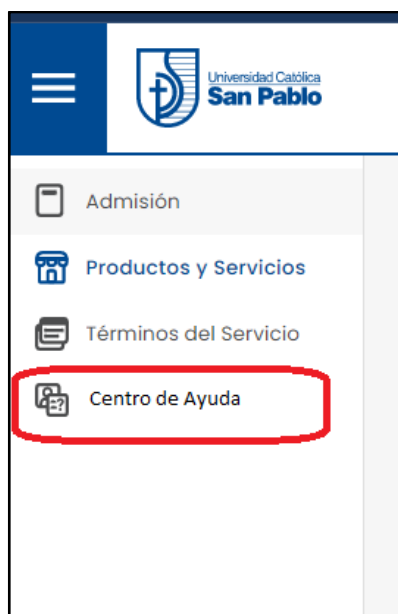 Universidad Católica
San Pablo
Admisión
Productos y Servicios
Términos del Servicio
Centro de Ayuda